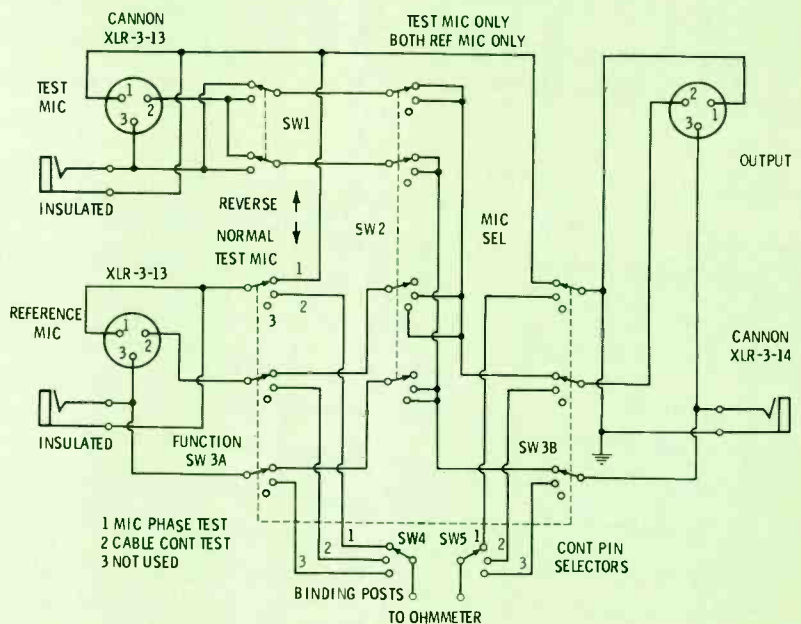 CANNON
XLR-3-13
TEST MIC ONLY
BOTH REF MIC ONLY
TEST
MIC
1
2
3
SW1
2
1
3
OUTPUT
INSULATED
REVERSE
NORMAL
TEST MIC
SW2
MIC
SEL
XLR-3-13
1
2
3
REFERENCE
MIC
1
2
3
CANNON
XLR-3-14
INSULATED
FUNCTION
SW 3A
SW3B
1 MIC PHASE TEST
2 CABLE CONT TEST
3 NOT USED
1
2
3
SW4
SW5
1
2
3
CONT PIN
SELECTORS
BINDING POSTS
TO OHMMETER